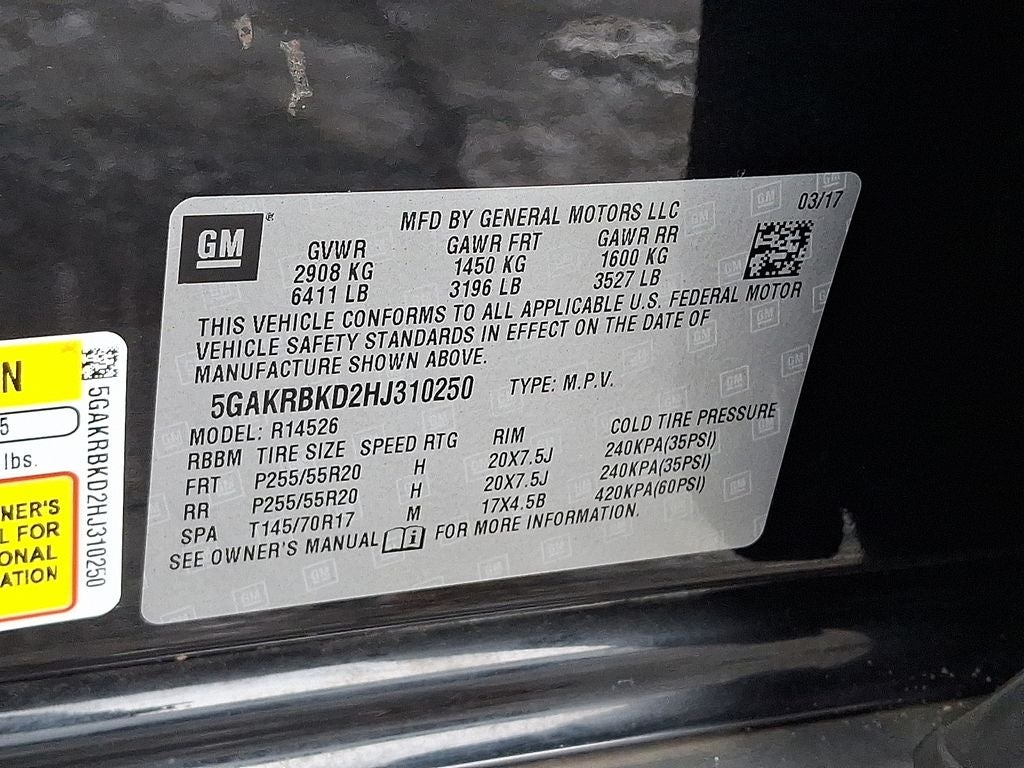 GM
MFD BY GENERAL MOTORS LLC
03/17
GVWR GAWR FRT GAWR RR
2908 KG 1450 KG 1600 KG
6411 LB 3196 LB 3527 LB
THIS VEHICLE CONFORMS TO ALL APPLICABLE U.S. FEDERAL MOTOR
VEHICLE SAFETY STANDARDS IN EFFECT ON THE DATE OF
MANUFACTURE SHOWN ABOVE.
5GAKRBKD2HJ310250 TYPE: M.P.V.
MODEL: R14526
RBBM TIRE SIZE SPEED RTG RIM COLD TIRE PRESSURE
FRT P255/55R20 H 20X7.5J 240KPA(35PSI)
RR P255/55R20 H 20X7.5J 240KPA(35PSI)
SPA T145/70R17 M 17X4.5B 420KPA(60PSI)
SEE OWNER'S MANUAL FOR MORE INFORMATION.
N
5
lbs.
NER'S
L FOR
ONAL
ATION
5GAKRBKD2HJ310250